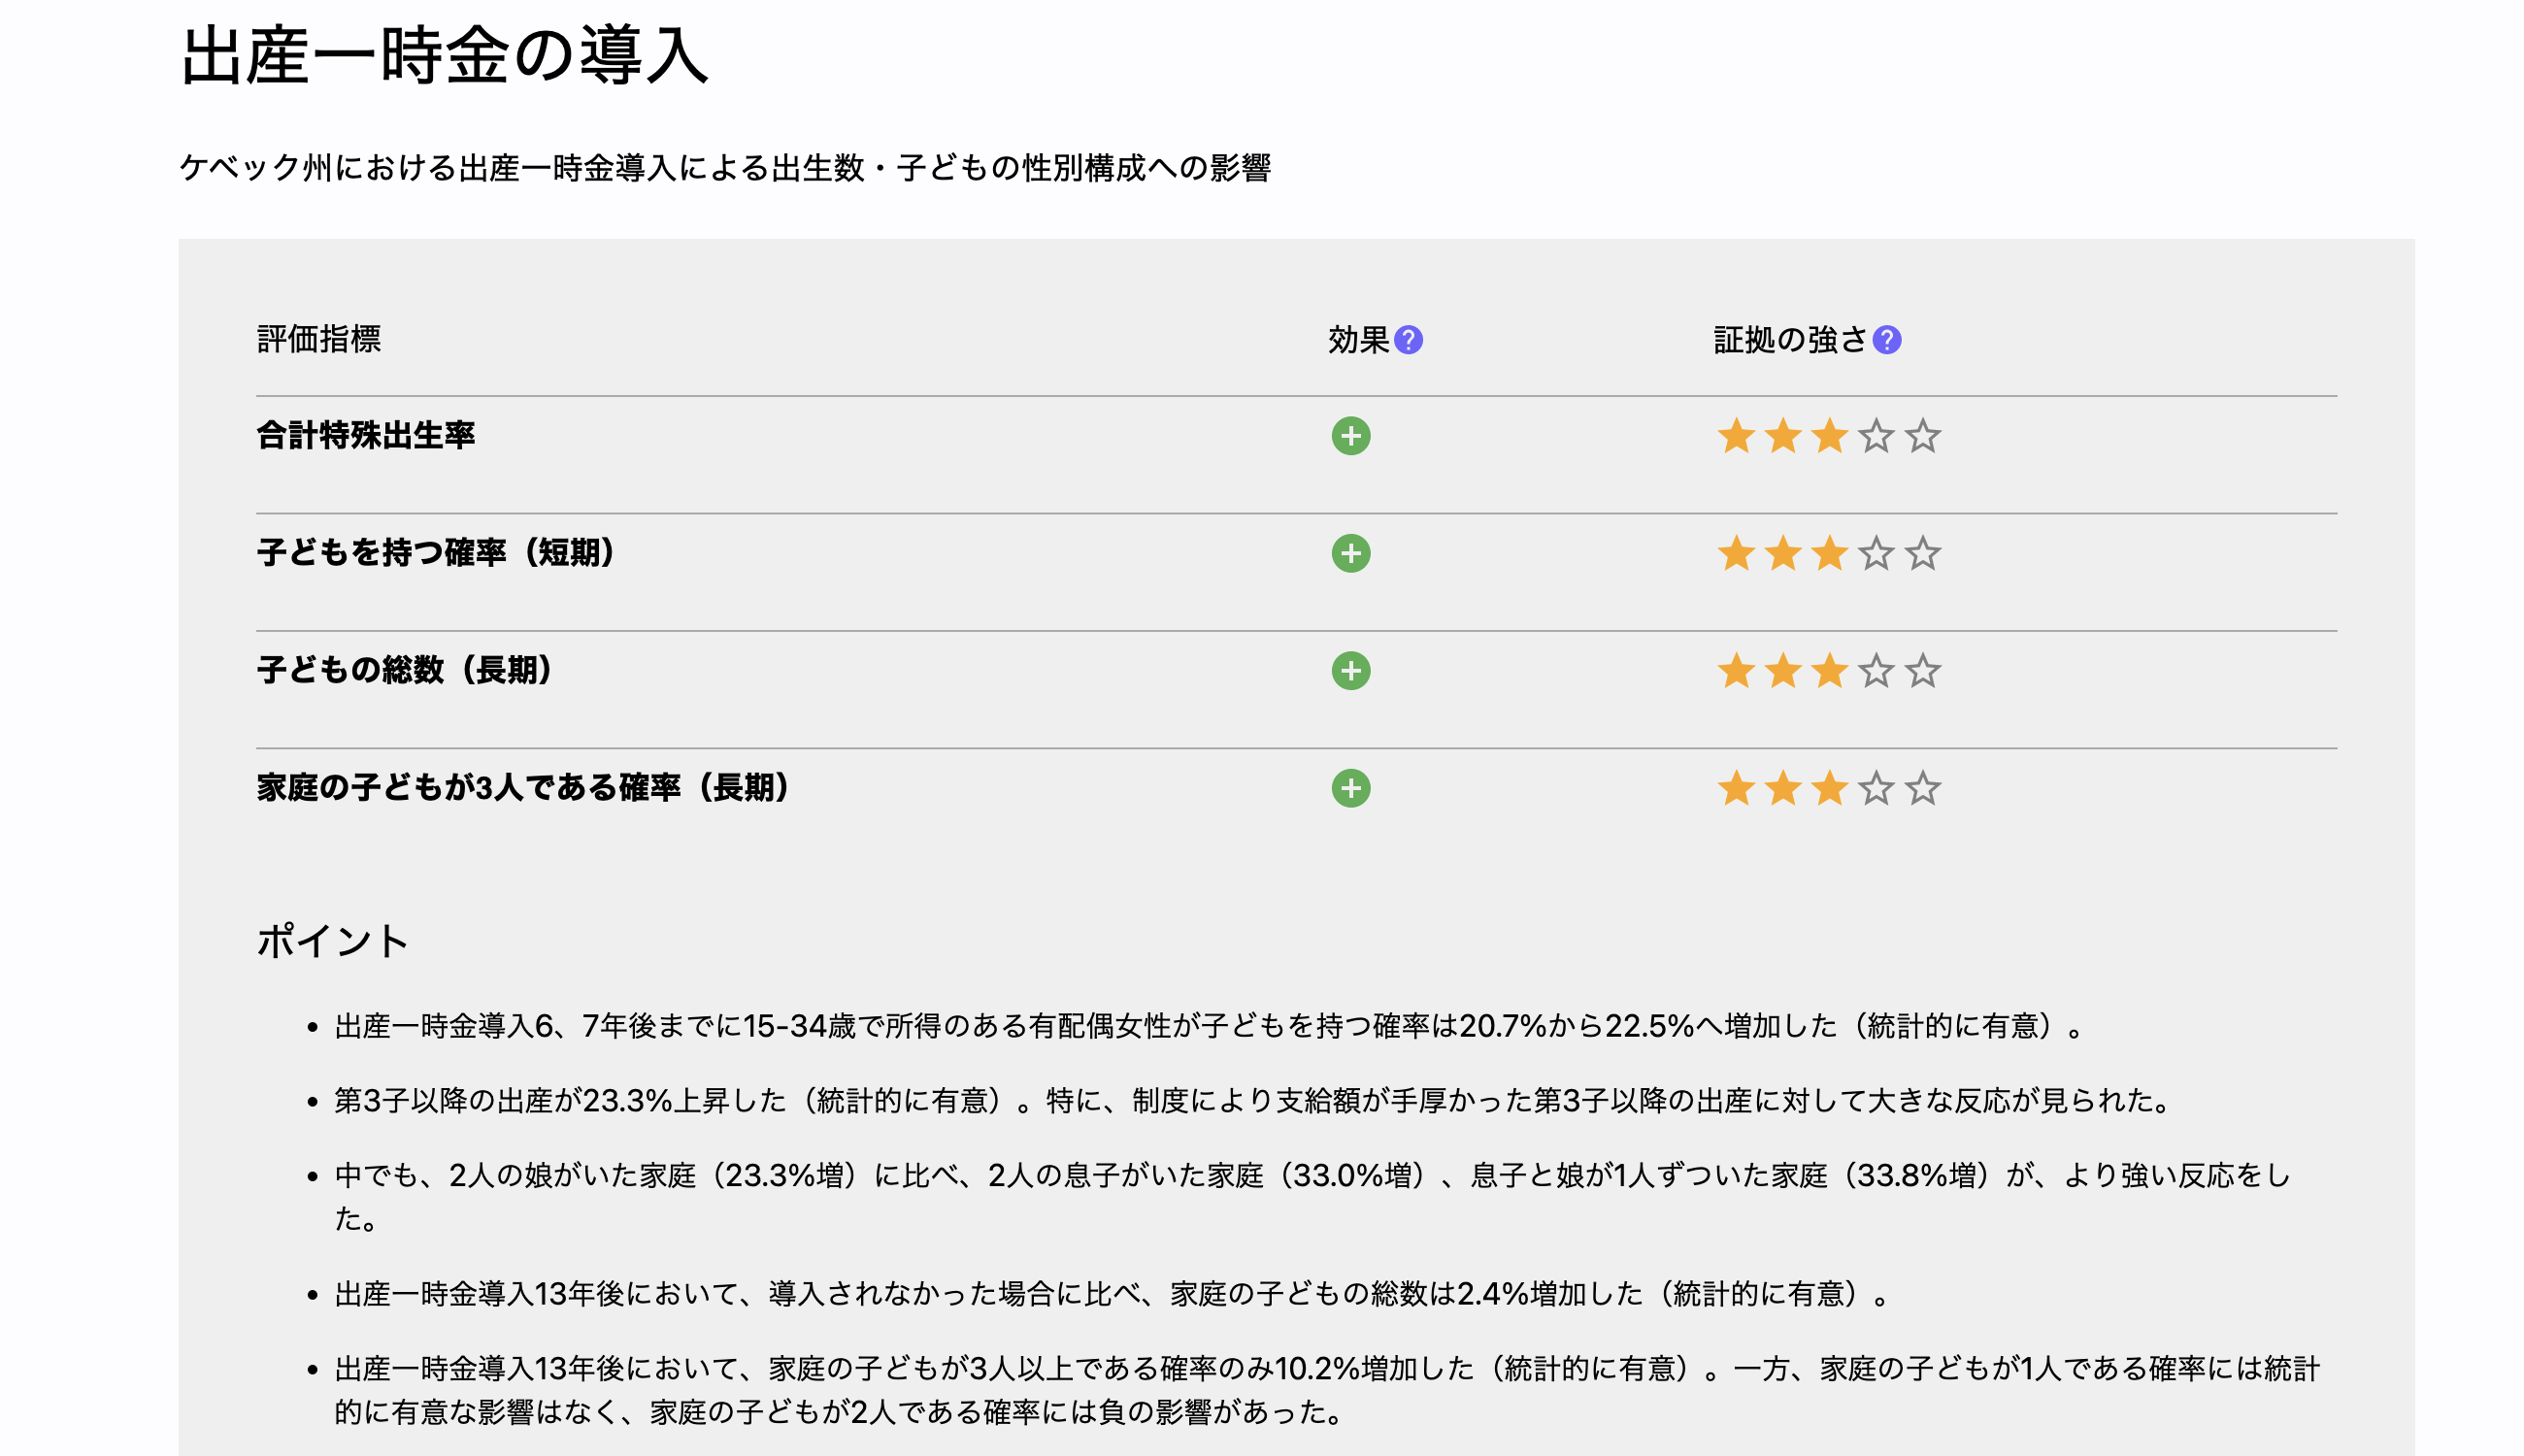 出産一時金の導入
ケベック州における出産一時金導入による出生数・子どもの性別構成への影響
評価指標 効果? 証拠の強さ?
合計特殊出生率
子どもを持つ確率（短期）
子どもの総数（長期）
家庭の子どもが3人である確率（長期）
ポイント
• 出産一時金導入6、7年後までに15-34歳で所得のある有配偶女性が子どもを持つ確率は20.7%から22.5%へ増加した（統計的に有意）。
• 第3子以降の出産が23.3%上昇した（統計的に有意）。特に、制度により支給額が手厚かった第3子以降の出産に対して大きな反応が見られた。
• 中でも、2人の娘がいた家庭（23.3%増）に比べ、2人の息子がいた家庭（33.0%増）、息子と娘が1人ずついた家庭（33.8%増）が、より強い反応をし
た。
• 出産一時金導入13年後において、導入されなかった場合に比べ、家庭の子どもの総数は2.4%増加した（統計的に有意）。
• 出産一時金導入13年後において、家庭の子どもが3人以上である確率のみ10.2%増加した（統計的に有意）。一方、家庭の子どもが1人である確率には統計
的に有意な影響はなく、家庭の子どもが2人である確率には負の影響があった。